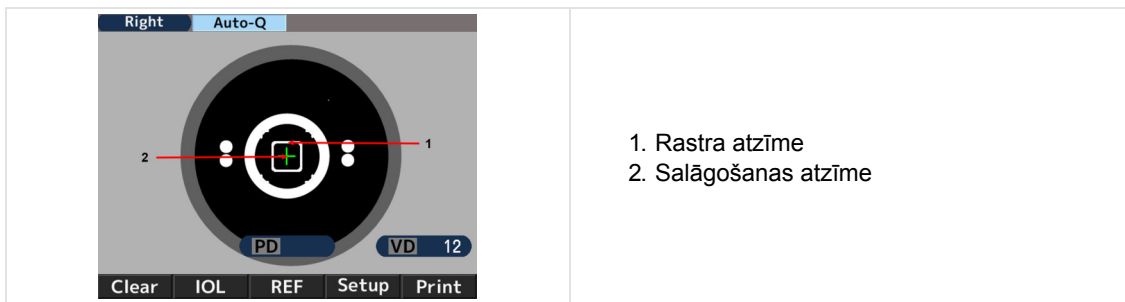 Right Auto-Q
1
2
PD VD 12
Clear IOL REF Setup Print
1. Rastra atzīme
2. Salāgošanas atzīme